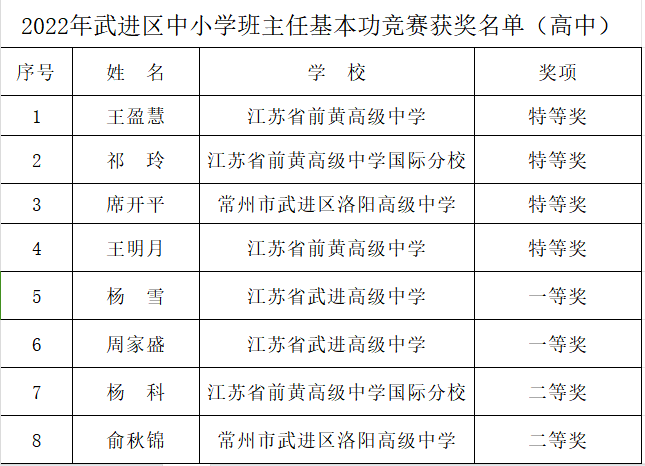 2022年武进区中小学班主任基本功竞赛获奖名单（高中）
序号 姓 名 学 校 奖项
1 王盈慧 江苏省前黄高级中学 特等奖
2 祁 玲 江苏省前黄高级中学国际分校 特等奖
3 席开平 常州市武进区洛阳高级中学 特等奖
4 王明月 江苏省前黄高级中学 特等奖
5 杨 雪 江苏省武进高级中学 一等奖
6 周家盛 江苏省武进高级中学 一等奖
7 杨 科 江苏省前黄高级中学国际分校 二等奖
8 俞秋锦 常州市武进区洛阳高级中学 二等奖